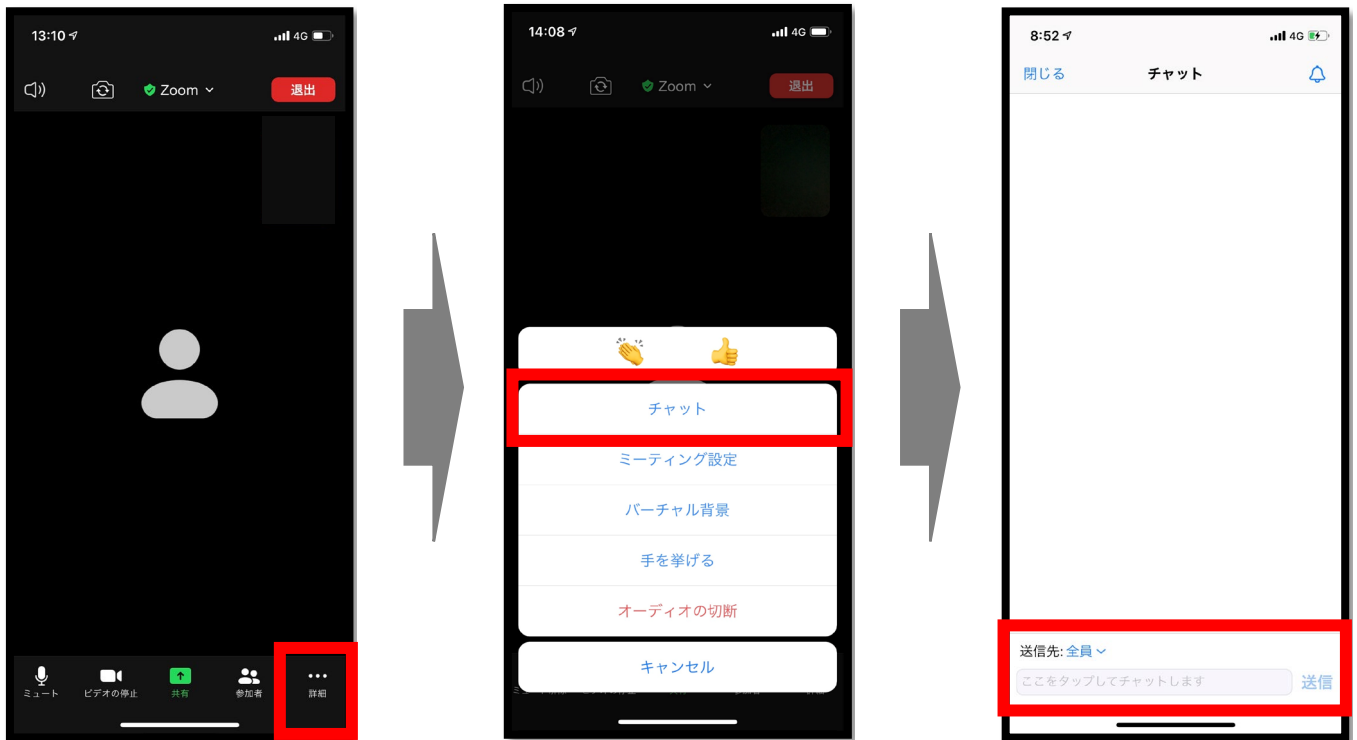 13:10
4G
Zoom
退出
ミュート
ビデオの停止
共有
参加者
詳細
14:08
4G
Zoom
退出
チャット
ミーティング設定
バーチャル背景
手を挙げる
オーディオの切断
キャンセル
8:52
4G
閉じる
チャット
送信先: 全員
ここをタップしてチャットします
送信